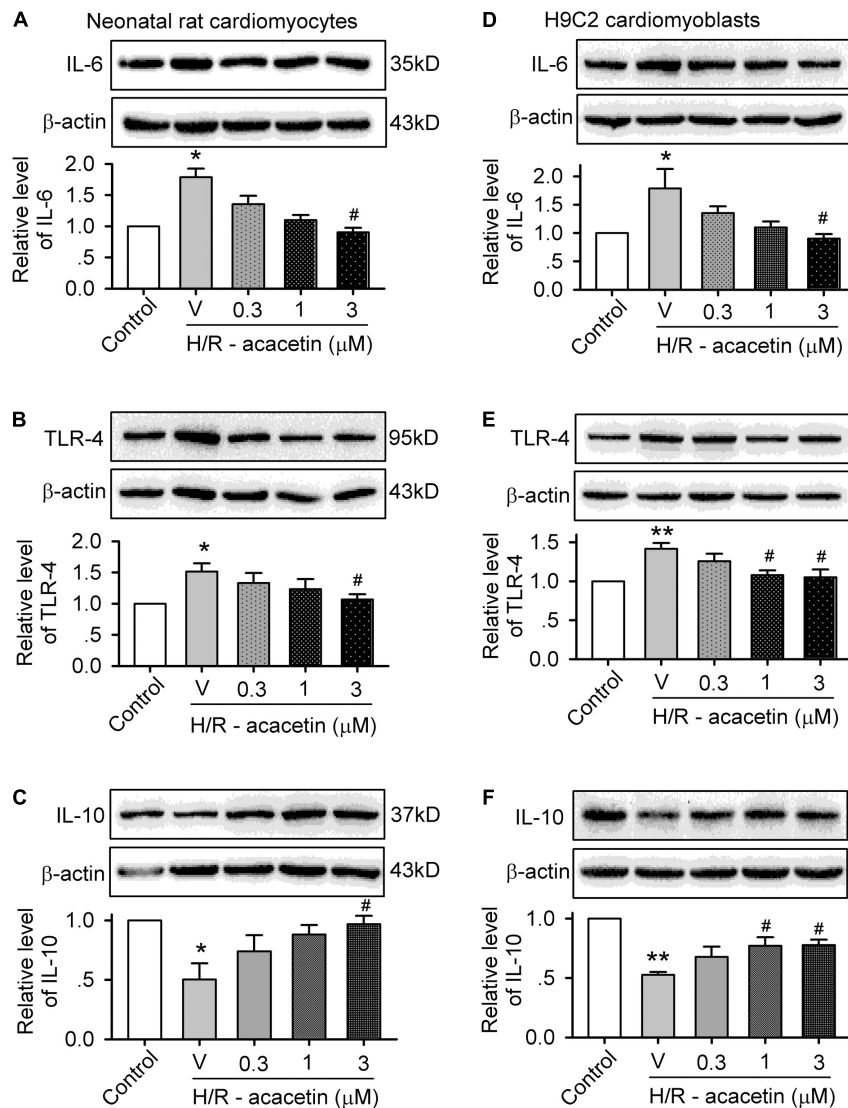 A Neonatal rat cardiomyocytes
IL-6 35kD
β-actin 43kD
Relative level of IL-6
2.0
1.5
1.0
.5
0.0
*
#
Control V 0.3 1 3
H/R - acacetin (μM)
B
TLR-4 95kD
β-actin 43kD
Relative level of TLR-4
2.0
1.5
1.0
.5
0.0
*
#
Control V 0.3 1 3
H/R - acacetin (μM)
C
IL-10 37kD
β-actin 43kD
Relative level of IL-10
1.0
.5
0.0
*
#
Control V 0.3 1 3
H/R - acacetin (μM)
D H9C2 cardiomyoblasts
IL-6
β-actin
Relative level of IL-6
2.0
1.5
1.0
.5
0.0
*
#
Control V 0.3 1 3
H/R - acacetin (μM)
E
TLR-4
β-actin
Relative level of TLR-4
1.5
1.0
.5
0.0
**
# #
Control V 0.3 1 3
H/R - acacetin (μM)
F
IL-10
β-actin
Relative level of IL-10
1.0
.5
0.0
**
# #
Control V 0.3 1 3
H/R - acacetin (μM)